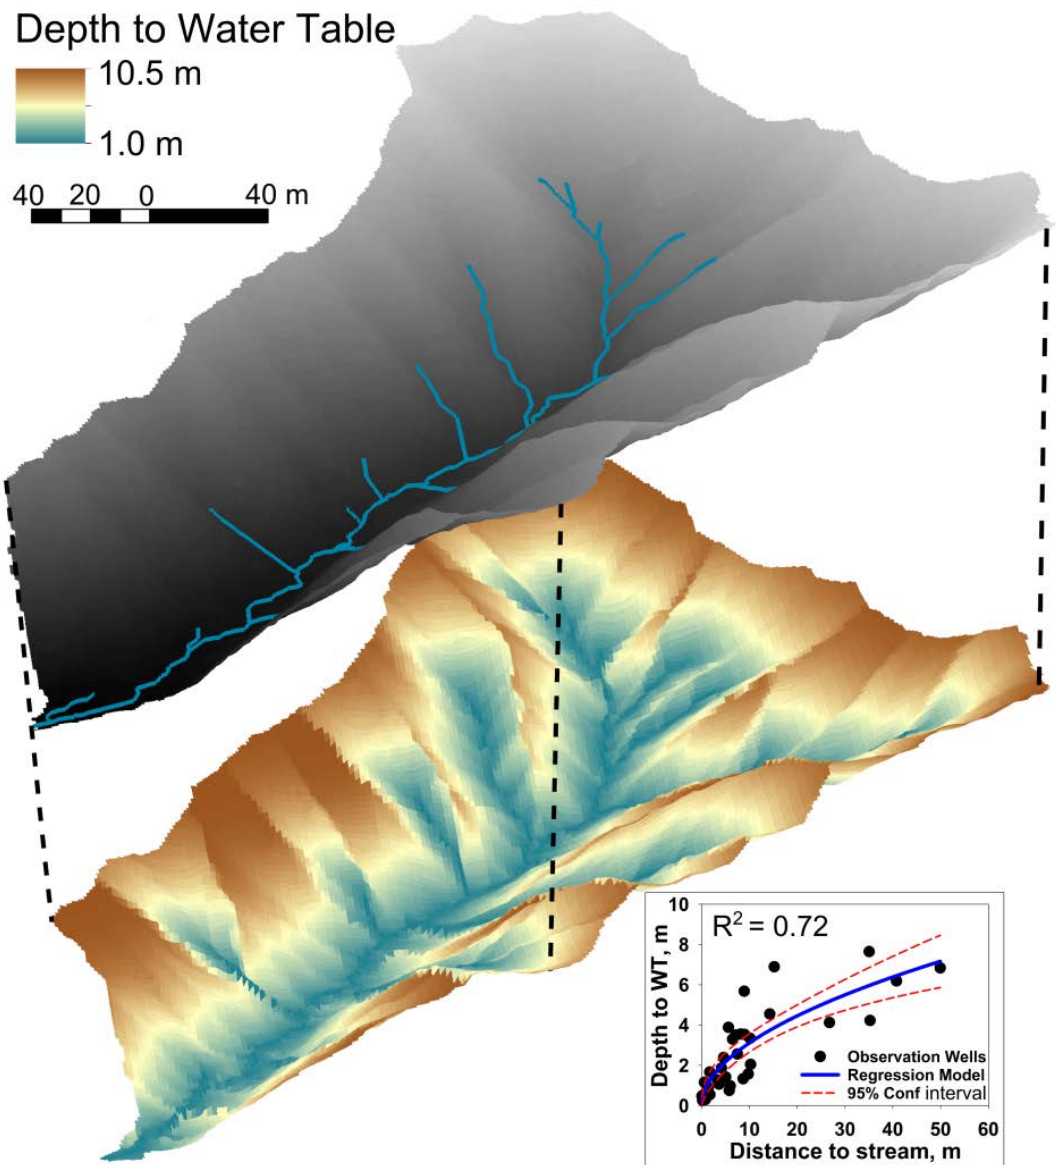 Depth to Water Table
10.5 m
1.0 m
40 20 0 40 m
R² = 0.72
Depth to WT, m
10
8
6
4
2
0
Observation Wells
Regression Model
95% Conf interval
0 10 20 30 40 50 60
Distance to stream, m